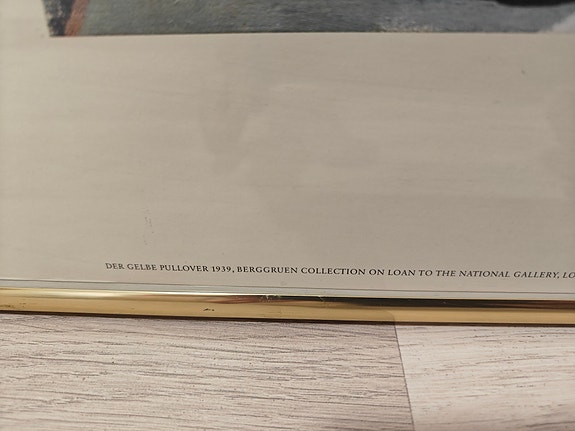 DER GELBE PULLOVER 1939, BERGGRUEN COLLECTION ON LOAN TO THE NATIONAL GALLERY, LO